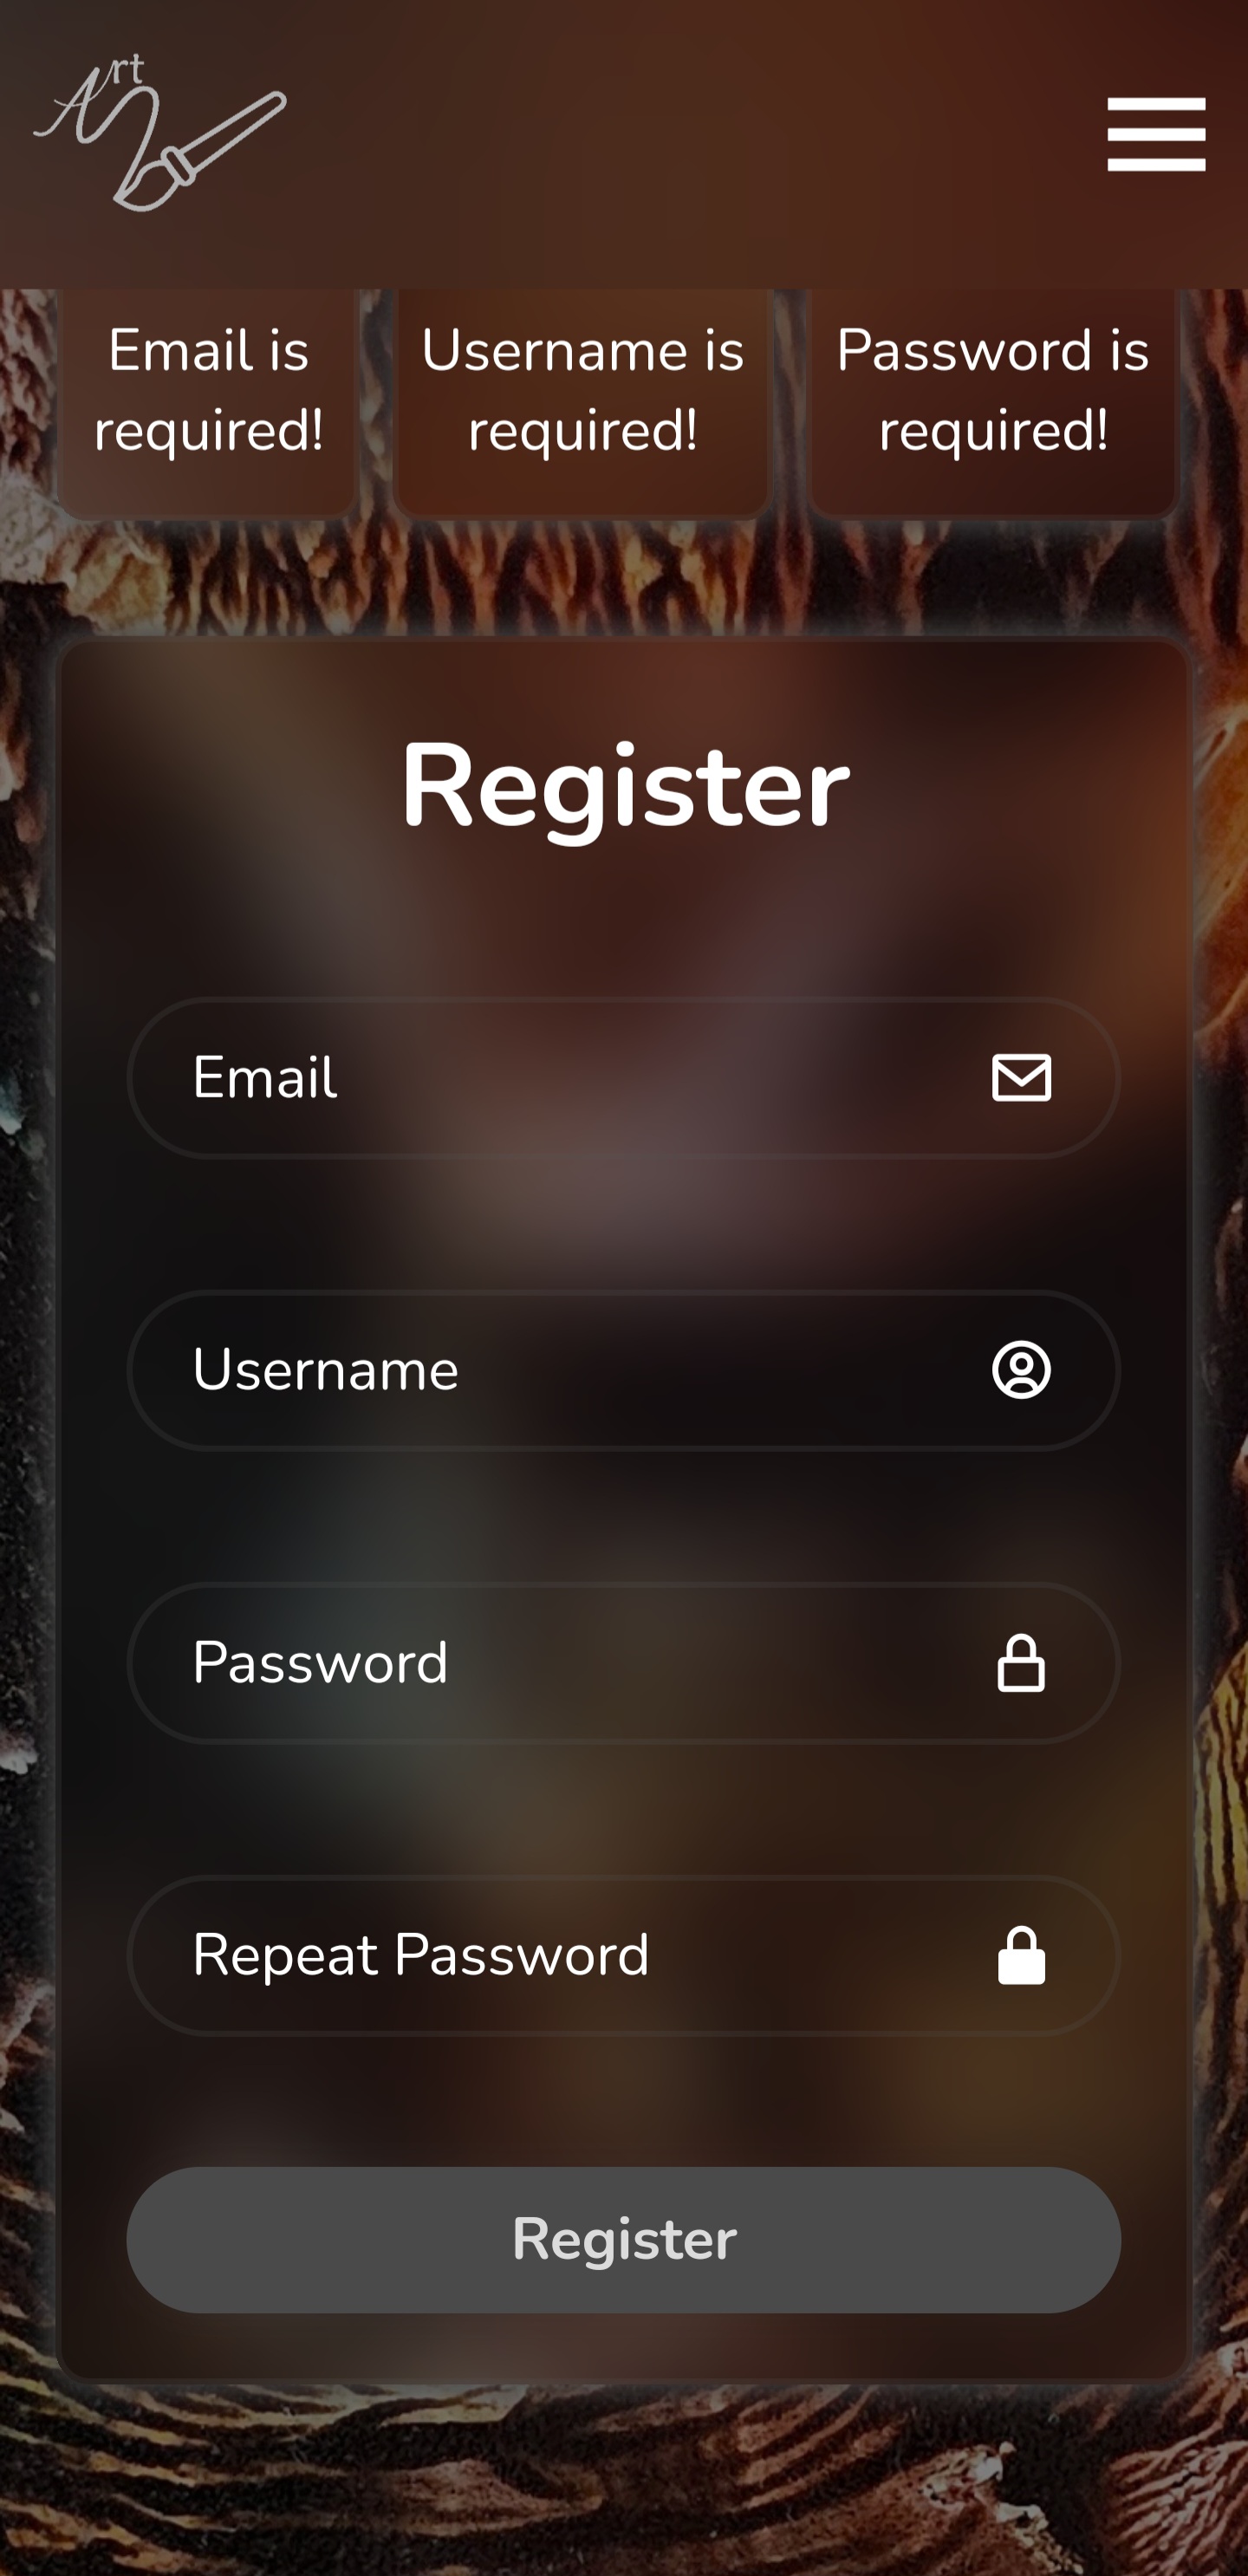 Art
Email is
required!
Username is
required!
Password is
required!
Register
Email
Username
Password
Repeat Password
Register